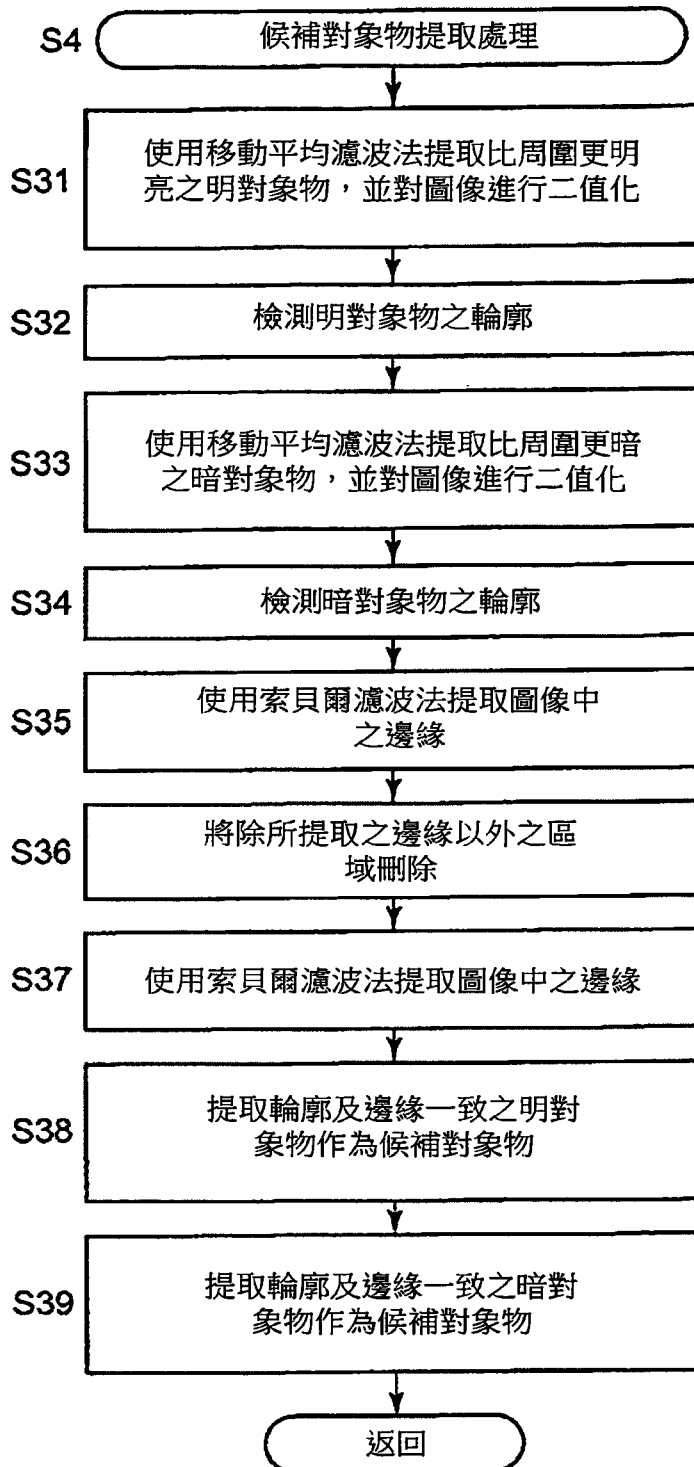 S4
候補對象物提取處理
S31
使用移動平均濾波法提取比周圍更明
亮之明對象物，並對圖像進行二值化
S32
檢測明對象物之輪廓
S33
使用移動平均濾波法提取比周圍更暗
之暗對象物，並對圖像進行二值化
S34
檢測暗對象物之輪廓
S35
使用索貝爾濾波法提取圖像中
之邊緣
S36
將除所提取之邊緣以外之區
域刪除
S37
使用索貝爾濾波法提取圖像中之邊緣
S38
提取輪廓及邊緣一致之明對
象物作為候補對象物
S39
提取輪廓及邊緣一致之暗對
象物作為候補對象物
返回